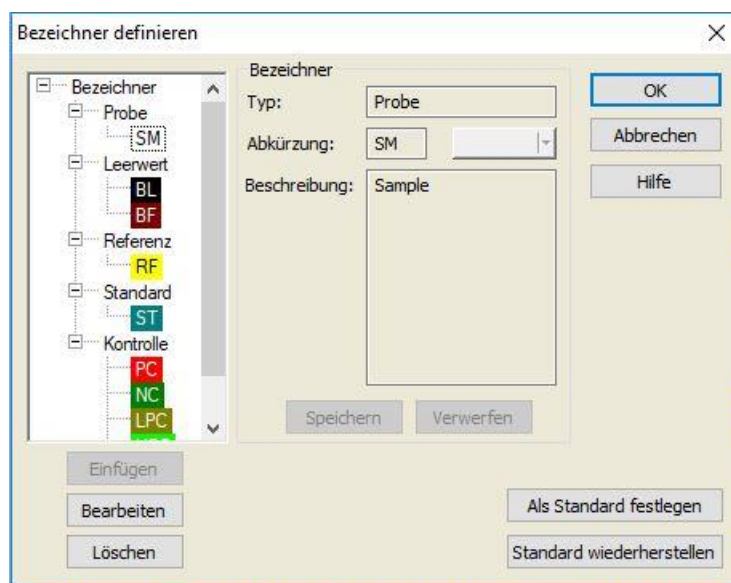 Bezeichner definieren
Bezeichner
Probe
SM
Leerwert
BL
BF
Referenz
RF
Standard
ST
Kontrolle
PC
NC
LPC
Bezeichner
Typ: Probe
Abkürzung: SM
Beschreibung: Sample
Speichern Verwerfen
OK
Abbrechen
Hilfe
Einfügen
Bearbeiten
Löschen
Als Standard festlegen
Standard wiederherstellen